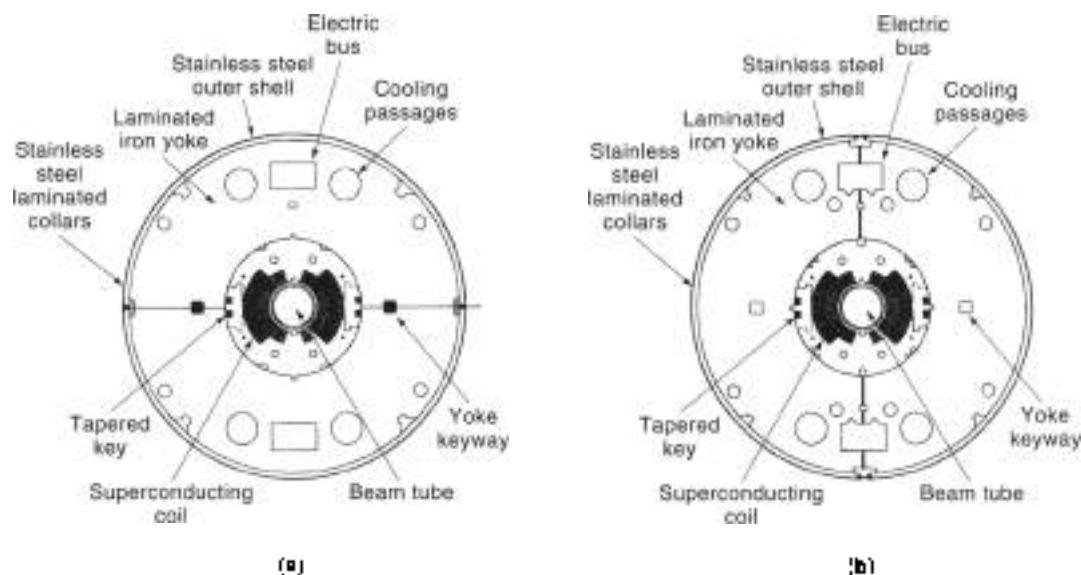 Electric
bus
Stainless steel
outer shell
Cooling
passages
Laminated
iron yoke
Stainless
steel
laminated
collars
Tapered
key
Yoke
keyway
Superconducting
coil
Beam tube
(a)
Electric
bus
Stainless steel
outer shell
Cooling
passages
Laminated
iron yoke
Stainless
steel
laminated
collars
Tapered
key
Yoke
keyway
Superconducting
coil
Beam tube
(b)